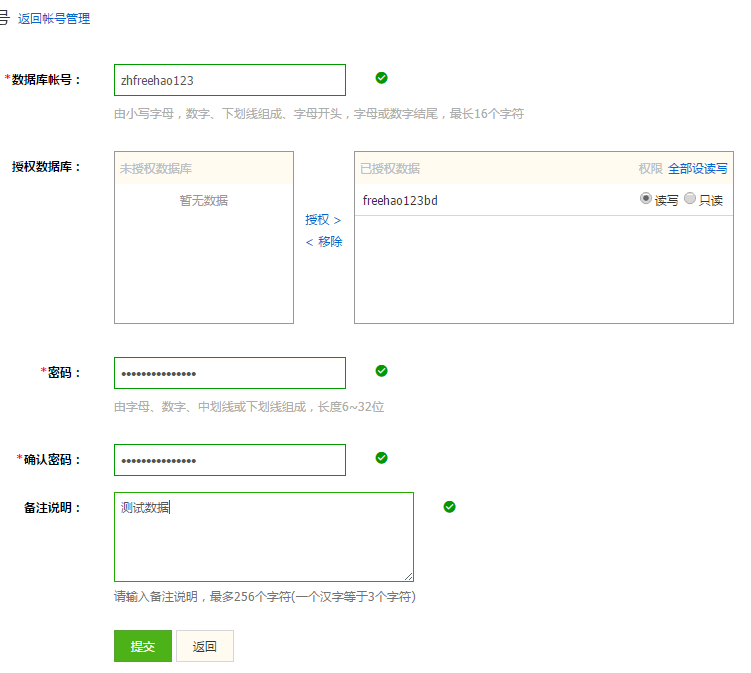 号 返回帐号管理
*数据库帐号： zhfreehao123
由小写字母，数字、下划线组成、字母开头，字母或数字结尾，最长16个字符
授权数据库： 未授权数据库 已授权数据 权限 全部设读写
暂无数据 freehao123bd 读写 只读
授权 >
< 移除
*密码： •••••••••••••••
由字母、数字、中划线或下划线组成，长度6~32位
*确认密码： •••••••••••••••
备注说明： 测试数据
请输入备注说明，最多256个字符(一个汉字等于3个字符)
提交 返回